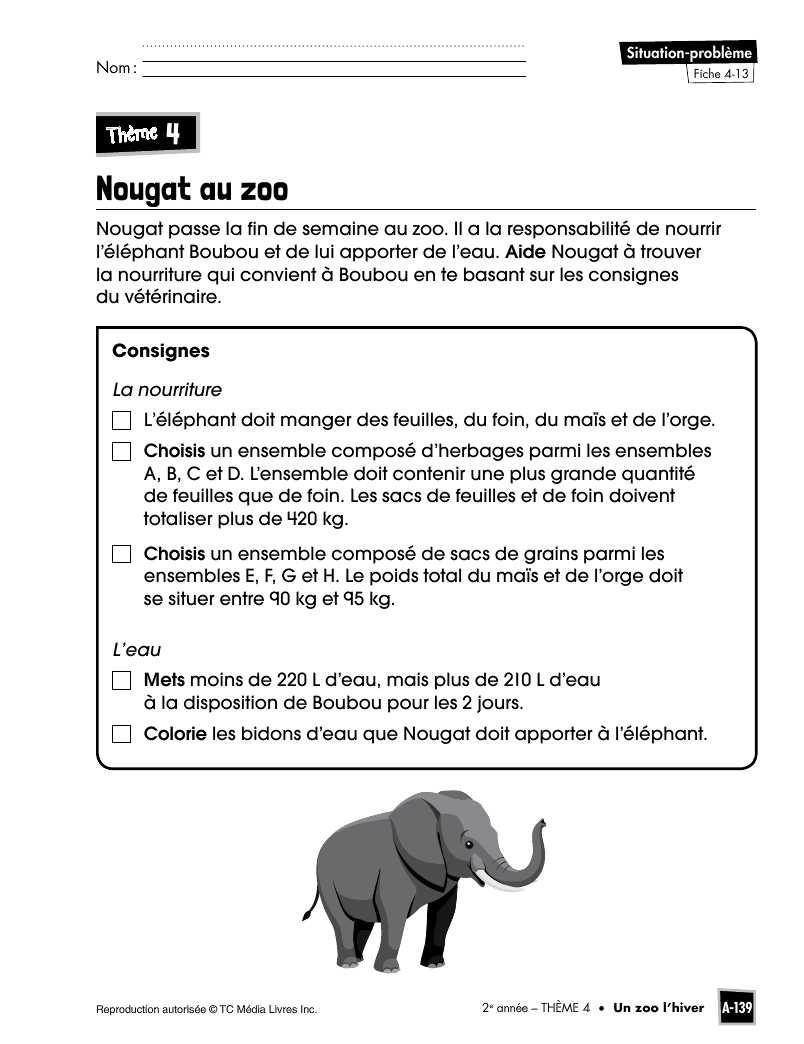 Nom :
Situation-problème
Fiche 4-13
Thème 4
Nougat au zoo
Nougat passe la fin de semaine au zoo. Il a la responsabilité de nourrir
l’éléphant Boubou et de lui apporter de l’eau. Aide Nougat à trouver
la nourriture qui convient à Boubou en te basant sur les consignes
du vétérinaire.
Consignes
La nourriture
L’éléphant doit manger des feuilles, du foin, du maïs et de l’orge.
Choisis un ensemble composé d’herbages parmi les ensembles
A, B, C et D. L’ensemble doit contenir une plus grande quantité
de feuilles que de foin. Les sacs de feuilles et de foin doivent
totaliser plus de 420 kg.
Choisis un ensemble composé de sacs de grains parmi les
ensembles E, F, G et H. Le poids total du maïs et de l’orge doit
se situer entre 90 kg et 95 kg.
L’eau
Mets moins de 220 L d’eau, mais plus de 210 L d’eau
à la disposition de Boubou pour les 2 jours.
Colorie les bidons d’eau que Nougat doit apporter à l’éléphant.
Reproduction autorisée © TC Média Livres Inc.
2e année – THÈME 4 • Un zoo l’hiver
A-139